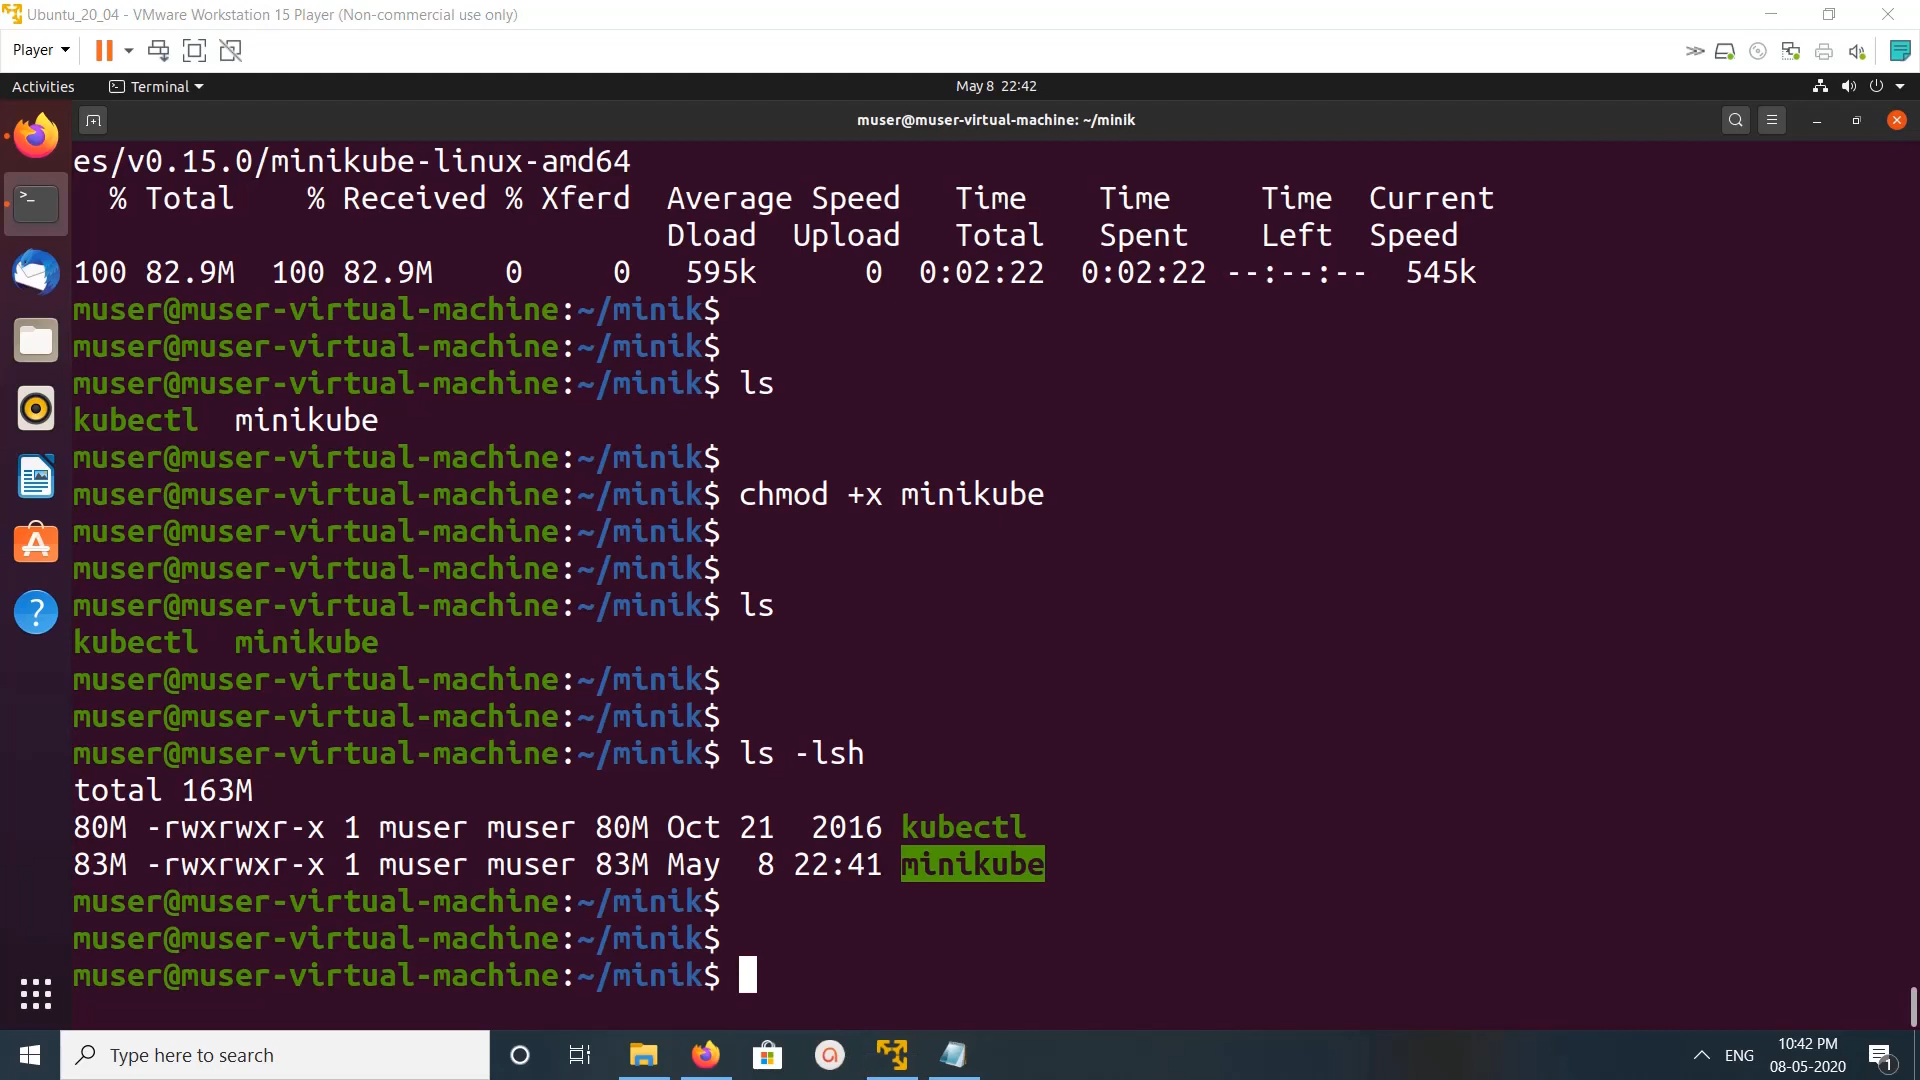 Ubuntu_20_04 - VMware Workstation 15 Player (Non-commercial use only)
Player
Activities Terminal May 8 22:42
muser@muser-virtual-machine: ~/minik
es/v0.15.0/minikube-linux-amd64
% Total % Received % Xferd Average Speed Time Time Time Current
Dload Upload Total Spent Left Speed
100 82.9M 100 82.9M 0 0 595k 0 0:02:22 0:02:22 --:--:-- 545k
muser@muser-virtual-machine:~/minik$
muser@muser-virtual-machine:~/minik$
muser@muser-virtual-machine:~/minik$ ls
kubectl minikube
muser@muser-virtual-machine:~/minik$
muser@muser-virtual-machine:~/minik$ chmod +x minikube
muser@muser-virtual-machine:~/minik$
muser@muser-virtual-machine:~/minik$
muser@muser-virtual-machine:~/minik$ ls
kubectl minikube
muser@muser-virtual-machine:~/minik$
muser@muser-virtual-machine:~/minik$
muser@muser-virtual-machine:~/minik$ ls -lsh
total 163M
80M -rwxrwxr-x 1 muser muser 80M Oct 21 2016 kubectl
83M -rwxrwxr-x 1 muser muser 83M May 8 22:41 minikube
muser@muser-virtual-machine:~/minik$
muser@muser-virtual-machine:~/minik$
muser@muser-virtual-machine:~/minik$
Type here to search
ENG
10:42 PM
08-05-2020
1